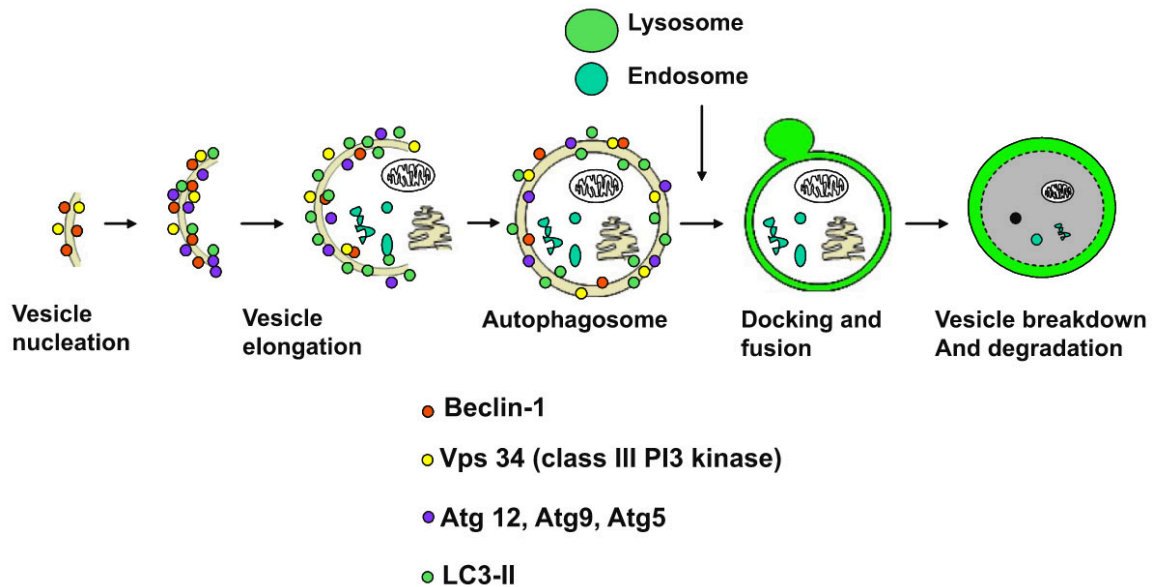 Lysosome
Endosome
Vesicle
nucleation
Vesicle
elongation
Autophagosome
Docking and
fusion
Vesicle breakdown
And degradation
Beclin-1
Vps 34 (class III PI3 kinase)
Atg 12, Atg9, Atg5
LC3-II